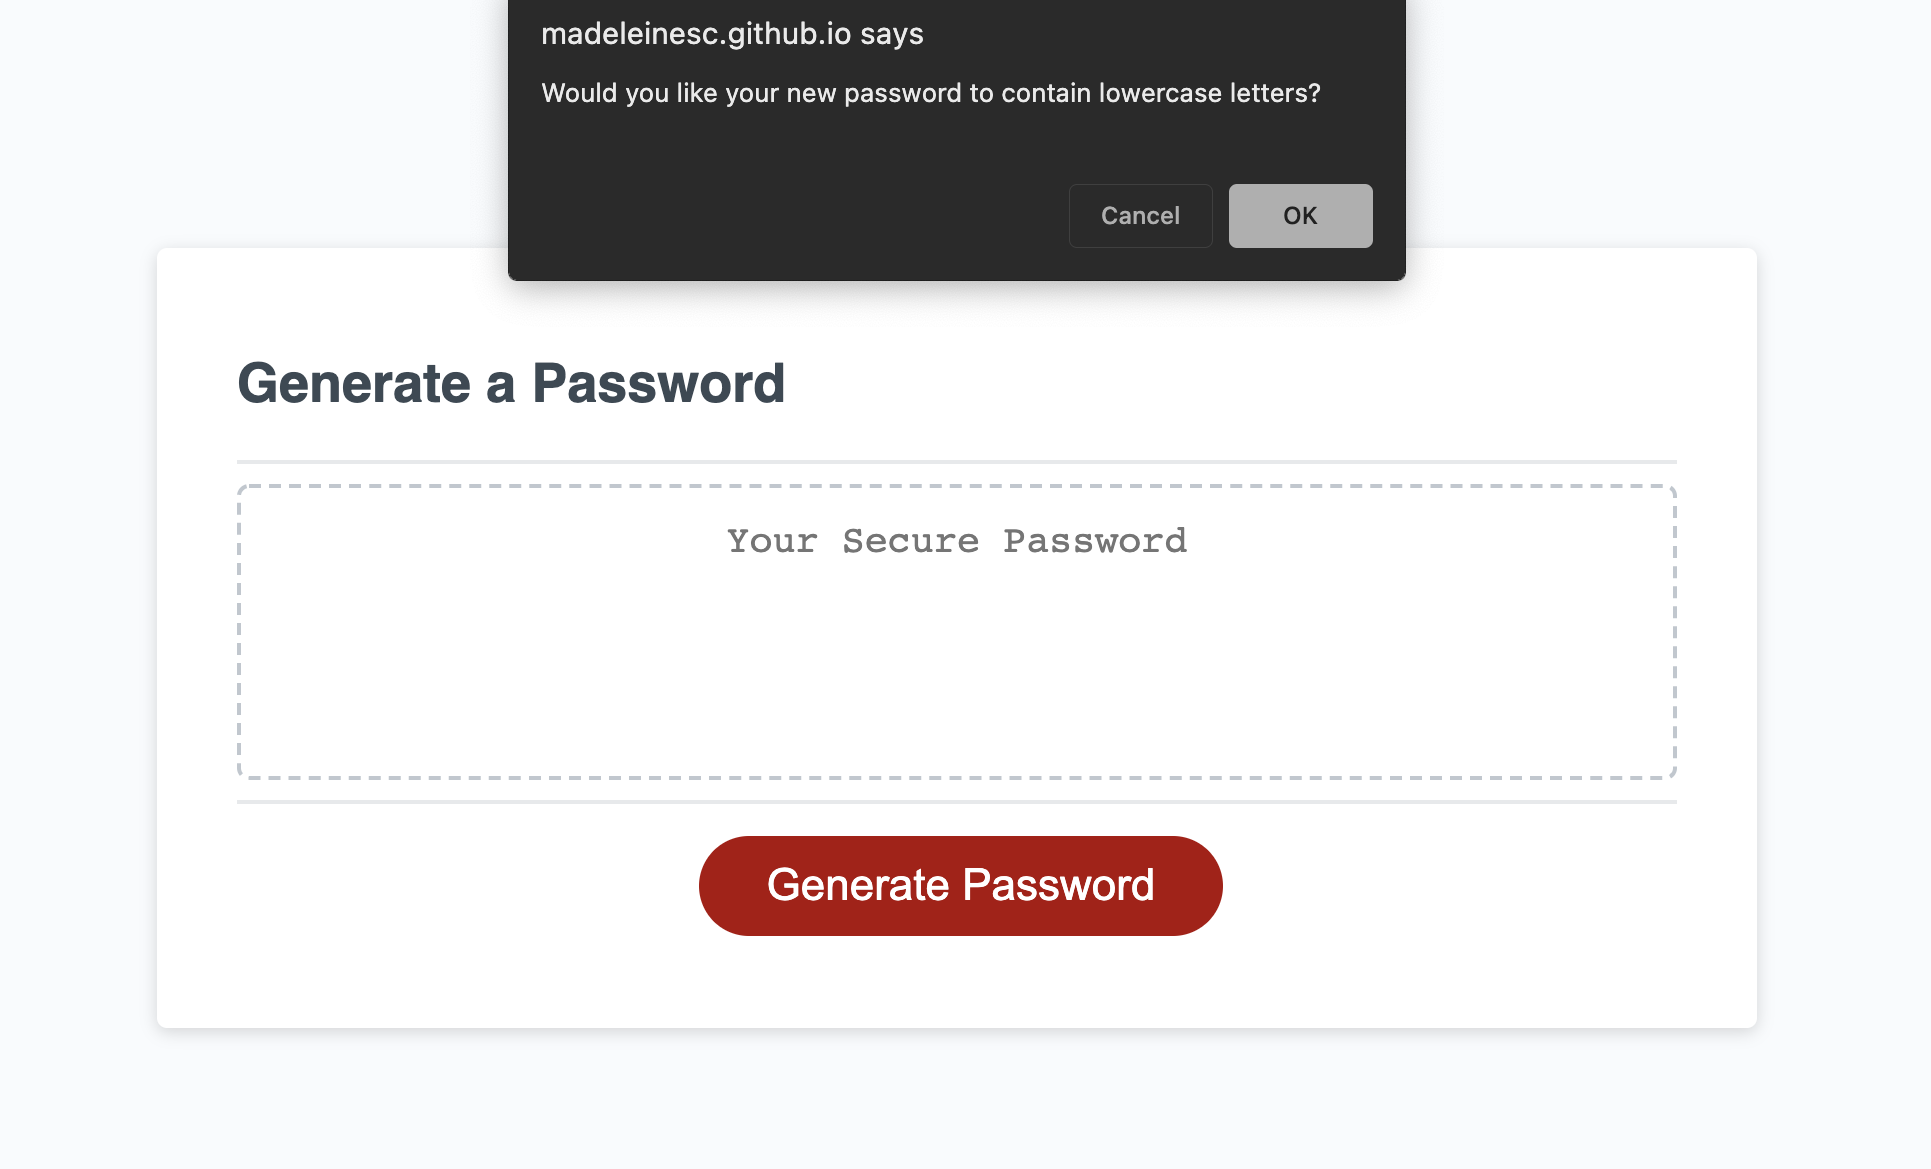 madeleinesc.github.io says
Would you like your new password to contain lowercase letters?
Cancel OK
Generate a Password
Your Secure Password
Generate Password